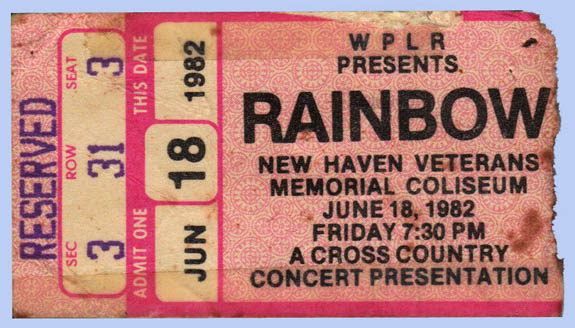 RESERVED
SEC 3 ROW 31 SEAT 3
ADMIT ONE THIS DATE
JUN 18 1982
WPLR
PRESENTS
RAINBOW
NEW HAVEN VETERANS
MEMORIAL COLISEUM
JUNE 18, 1982
FRIDAY 7:30 PM
A CROSS COUNTRY
CONCERT PRESENTATION